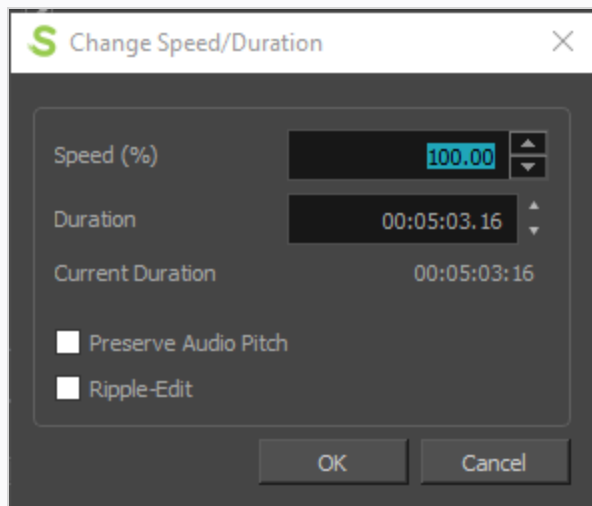 Change Speed/Duration
Speed (%) 100.00
Duration 00:05:03.16
Current Duration 00:05:03:16
Preserve Audio Pitch
Ripple-Edit
OK Cancel